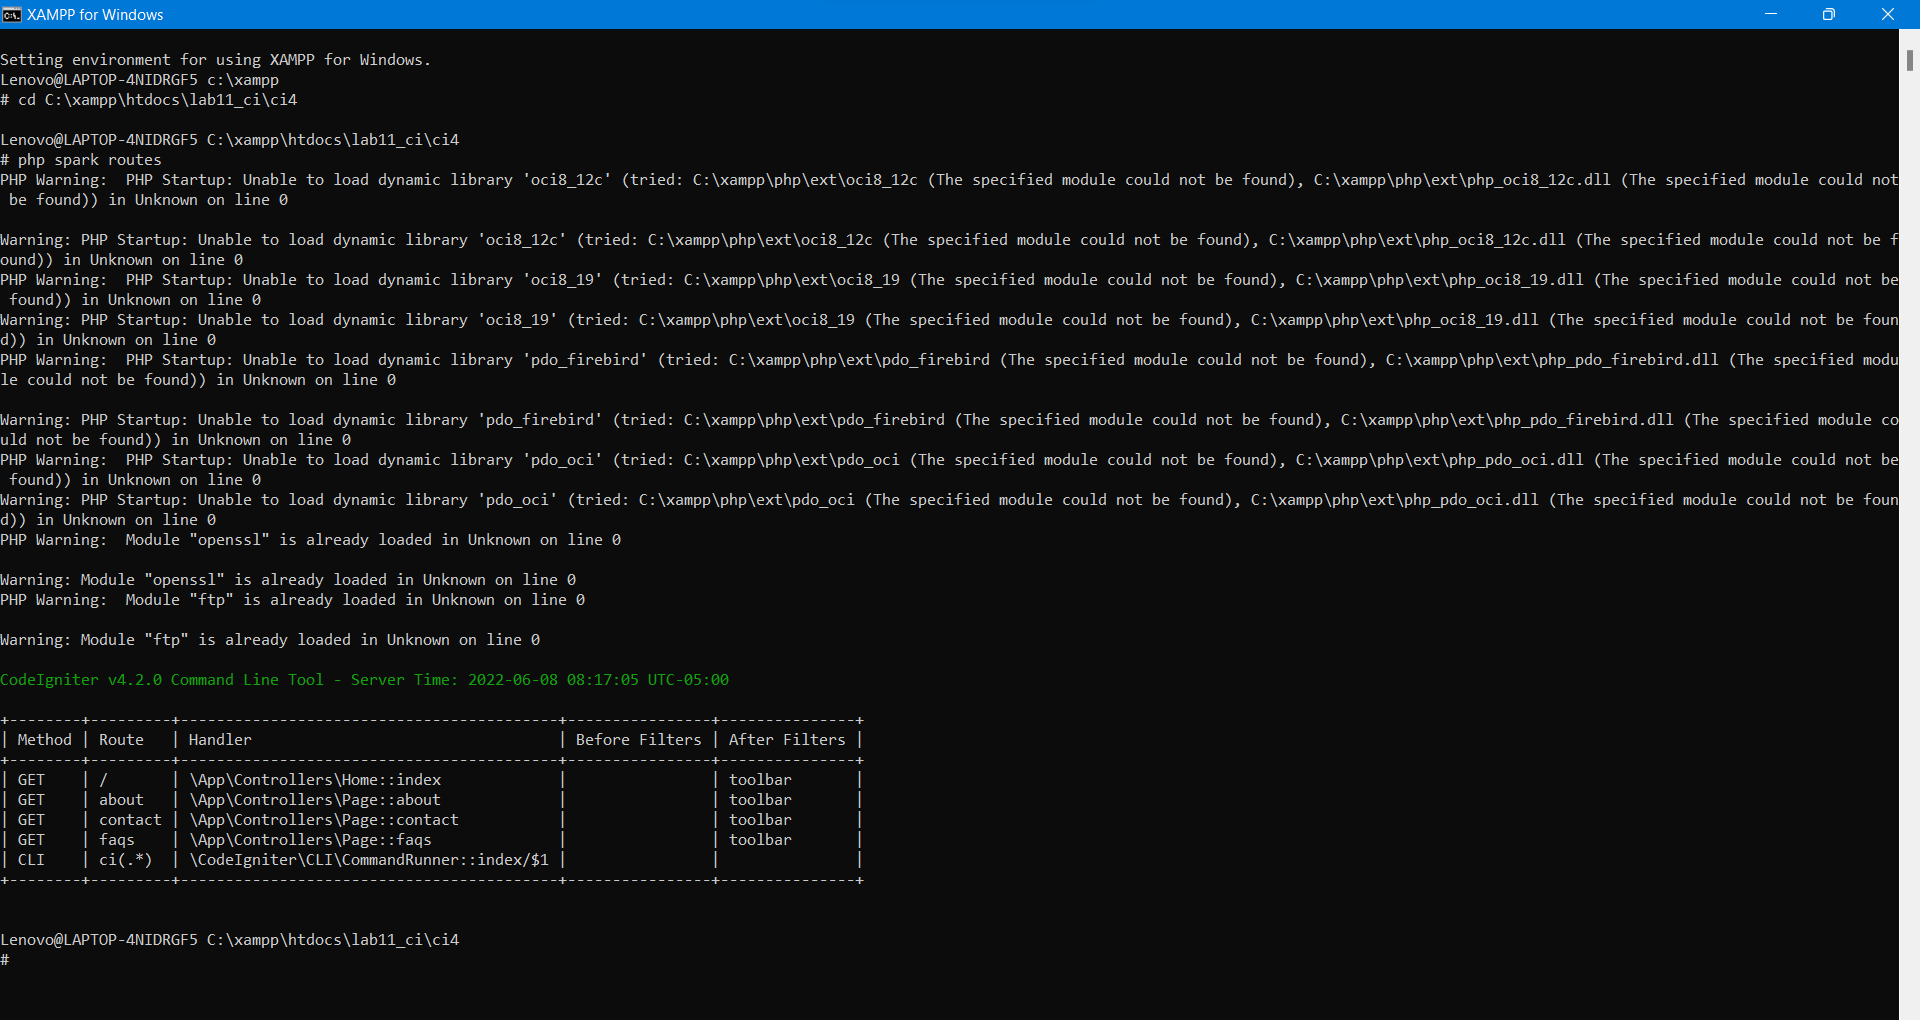 XAMPP for Windows
Setting environment for using XAMPP for Windows.
Lenovo@LAPTOP-4NIDRGF5 c:\xampp
# cd C:\xampp\htdocs\lab11_ci\ci4
Lenovo@LAPTOP-4NIDRGF5 C:\xampp\htdocs\lab11_ci\ci4
# php spark routes
PHP Warning:  PHP Startup: Unable to load dynamic library 'oci8_12c' (tried: C:\xampp\php\ext\oci8_12c (The specified module could not be found), C:\xampp\php\ext\php_oci8_12c.dll (The specified module could not
 be found)) in Unknown on line 0
Warning: PHP Startup: Unable to load dynamic library 'oci8_12c' (tried: C:\xampp\php\ext\oci8_12c (The specified module could not be found), C:\xampp\php\ext\php_oci8_12c.dll (The specified module could not be f
ound)) in Unknown on line 0
PHP Warning:  PHP Startup: Unable to load dynamic library 'oci8_19' (tried: C:\xampp\php\ext\oci8_19 (The specified module could not be found), C:\xampp\php\ext\php_oci8_19.dll (The specified module could not be
 found)) in Unknown on line 0
Warning: PHP Startup: Unable to load dynamic library 'oci8_19' (tried: C:\xampp\php\ext\oci8_19 (The specified module could not be found), C:\xampp\php\ext\php_oci8_19.dll (The specified module could not be foun
d)) in Unknown on line 0
PHP Warning:  PHP Startup: Unable to load dynamic library 'pdo_firebird' (tried: C:\xampp\php\ext\pdo_firebird (The specified module could not be found), C:\xampp\php\ext\php_pdo_firebird.dll (The specified modu
le could not be found)) in Unknown on line 0
Warning: PHP Startup: Unable to load dynamic library 'pdo_firebird' (tried: C:\xampp\php\ext\pdo_firebird (The specified module could not be found), C:\xampp\php\ext\php_pdo_firebird.dll (The specified module co
uld not be found)) in Unknown on line 0
PHP Warning:  PHP Startup: Unable to load dynamic library 'pdo_oci' (tried: C:\xampp\php\ext\pdo_oci (The specified module could not be found), C:\xampp\php\ext\php_pdo_oci.dll (The specified module could not be
 found)) in Unknown on line 0
Warning: PHP Startup: Unable to load dynamic library 'pdo_oci' (tried: C:\xampp\php\ext\pdo_oci (The specified module could not be found), C:\xampp\php\ext\php_pdo_oci.dll (The specified module could not be foun
d)) in Unknown on line 0
PHP Warning:  Module "openssl" is already loaded in Unknown on line 0
Warning: Module "openssl" is already loaded in Unknown on line 0
PHP Warning:  Module "ftp" is already loaded in Unknown on line 0
Warning: Module "ftp" is already loaded in Unknown on line 0
CodeIgniter v4.2.0 Command Line Tool - Server Time: 2022-06-08 08:17:05 UTC-05:00
+--------+---------+------------------------------------------+----------------+---------------+
| Method | Route   | Handler                                  | Before Filters | After Filters |
+--------+---------+------------------------------------------+----------------+---------------+
| GET    | /       | \App\Controllers\Home::index             |                | toolbar       |
| GET    | about   | \App\Controllers\Page::about             |                | toolbar       |
| GET    | contact | \App\Controllers\Page::contact           |                | toolbar       |
| GET    | faqs    | \App\Controllers\Page::faqs              |                | toolbar       |
| CLI    | ci(.*)  | \CodeIgniter\CLI\CommandRunner::index/$1 |                |               |
+--------+---------+------------------------------------------+----------------+---------------+
Lenovo@LAPTOP-4NIDRGF5 C:\xampp\htdocs\lab11_ci\ci4
#